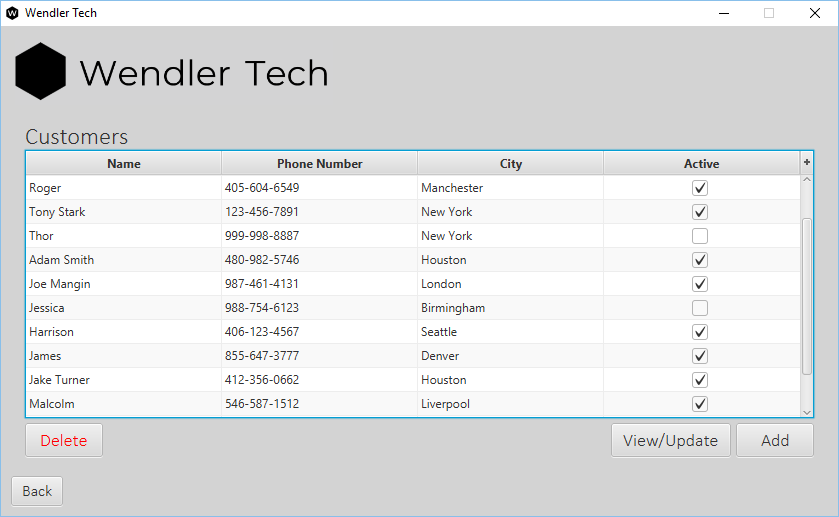 Wendler Tech
Wendler Tech
Customers
Name Phone Number City Active +
Roger 405-604-6549 Manchester
Tony Stark 123-456-7891 New York
Thor 999-998-8887 New York
Adam Smith 480-982-5746 Houston
Joe Mangin 987-461-4131 London
Jessica 988-754-6123 Birmingham
Harrison 406-123-4567 Seattle
James 855-647-3777 Denver
Jake Turner 412-356-0662 Houston
Malcolm 546-587-1512 Liverpool
Delete View/Update Add
Back